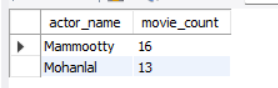 actor_name movie_count
Mammootty 16
Mohanlal 13